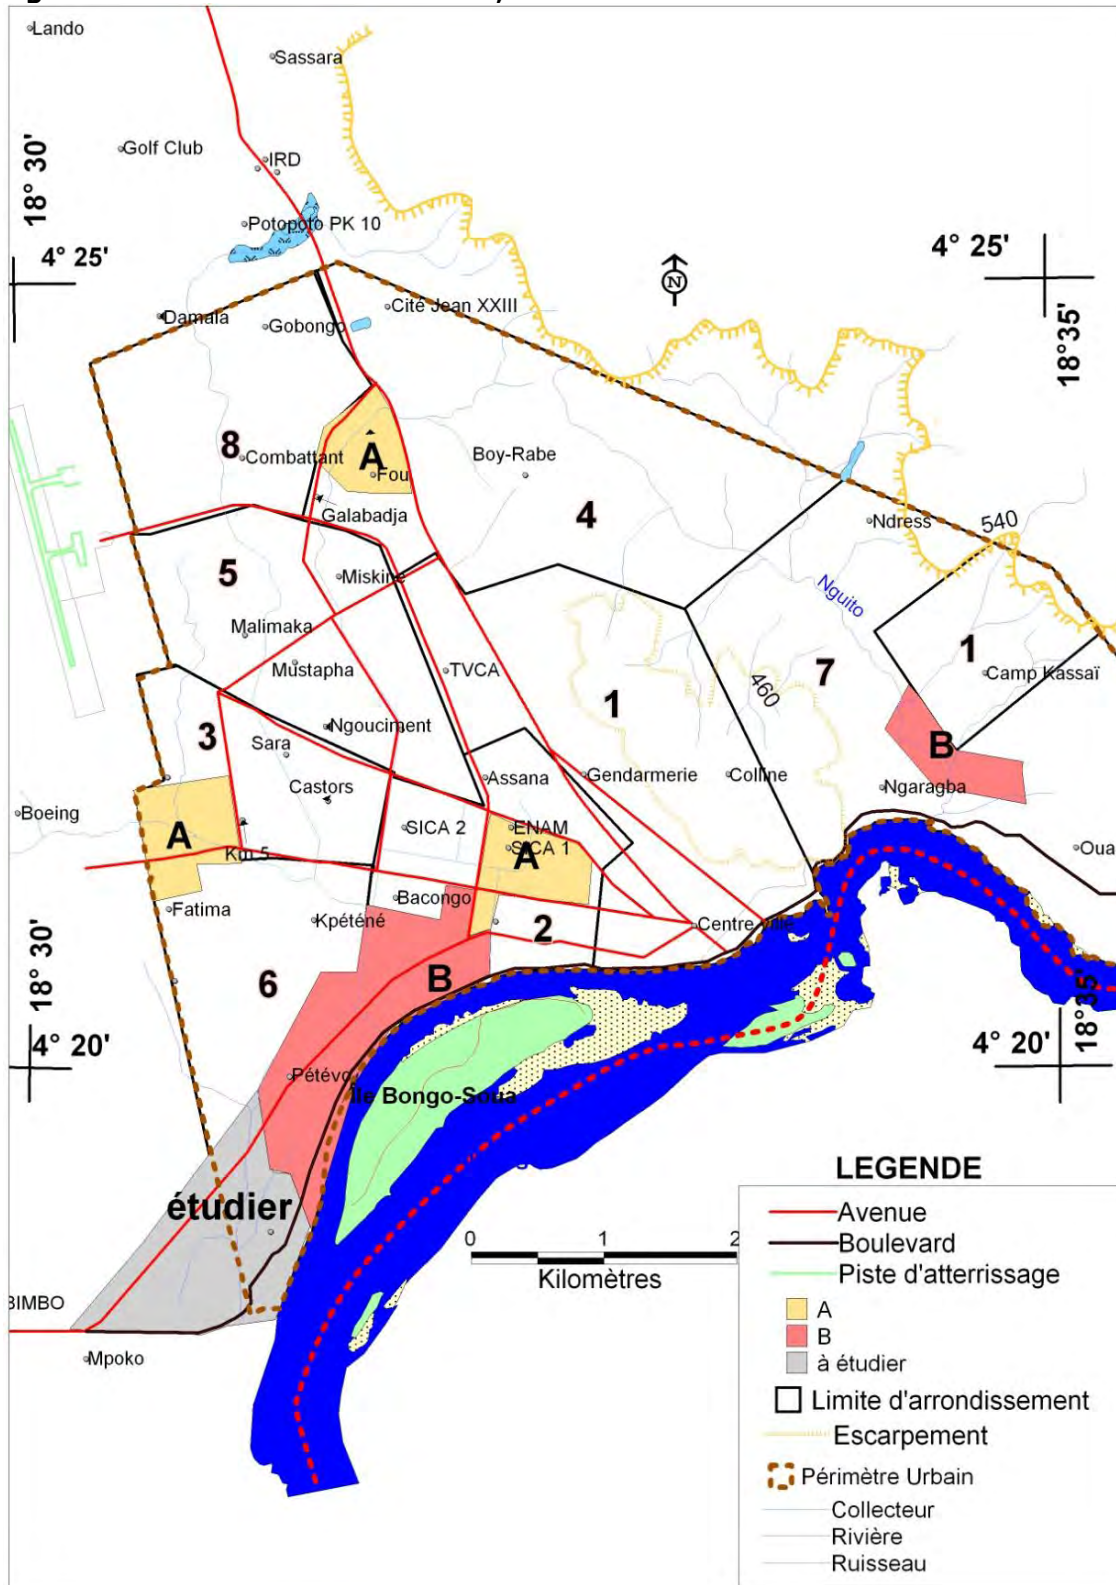 Lando
Sassara
Golf Club
IRD
18° 30'
Potopoto PK 10
4° 25'
4° 25'
N
18°35'
Damala
Gobongo
Cité Jean XXIII
8
Combattant
A
Fou
Boy-Rabe
4
Galabadja
Ndress
540
5
Miskine
Nguito
Malimaka
Mustapha
TVCA
7
1
Camp Kassaï
460
1
3
Ngouciment
Sara
B
Castors
Assana
Gendarmerie
Colline
Ngaragba
Boeing
A
Km 5
SICA 2
ENAM
SICA 1
A
Oua
Fatima
Bacongo
Kpéténé
2
Centre ville
18° 30'
6
B
18°35'
4° 20'
4° 20'
Pétévo
Île Bongo-Soua
étudier
LEGENDE
0 1 2
Kilomètres
Avenue
Boulevard
Piste d'atterrissage
A
B
à étudier
Limite d'arrondissement
Escarpement
Périmètre Urbain
Collecteur
Rivière
Ruisseau
BIMBO
Mpoko